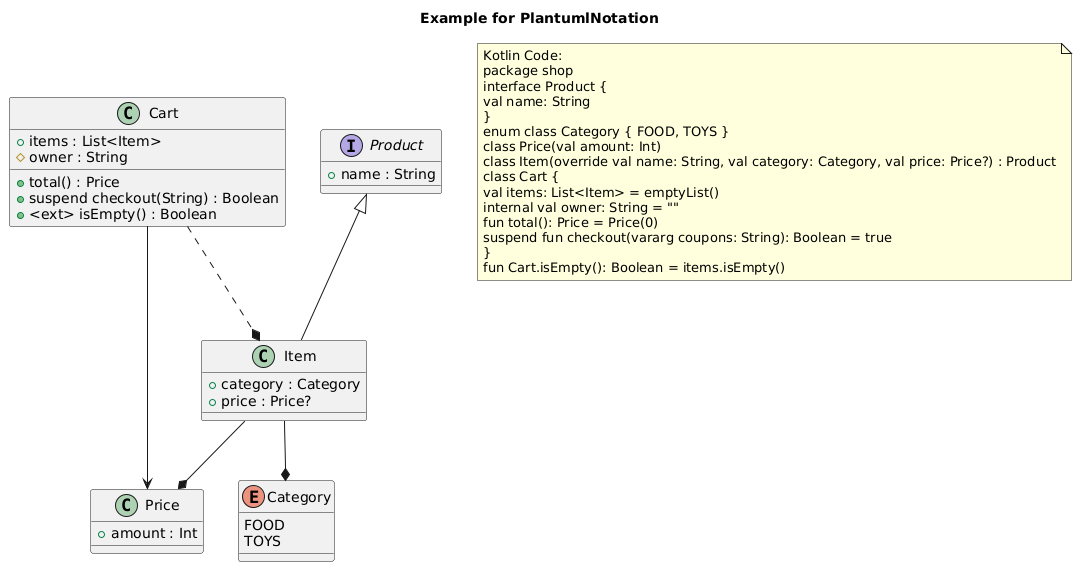 Example for PlantumlNotation
Kotlin Code:
package shop
interface Product {
val name: String
}
enum class Category { FOOD, TOYS }
class Price(val amount: Int)
class Item(override val name: String, val category: Category, val price: Price?) : Product
class Cart {
val items: List<Item> = emptyList()
internal val owner: String = ""
fun total(): Price = Price(0)
suspend fun checkout(vararg coupons: String): Boolean = true
}
fun Cart.isEmpty(): Boolean = items.isEmpty()
C Cart
items : List<Item>
owner : String
total() : Price
suspend checkout(String) : Boolean
<ext> isEmpty() : Boolean
I Product
name : String
C Item
category : Category
price : Price?
C Price
amount : Int
E Category
FOOD
TOYS